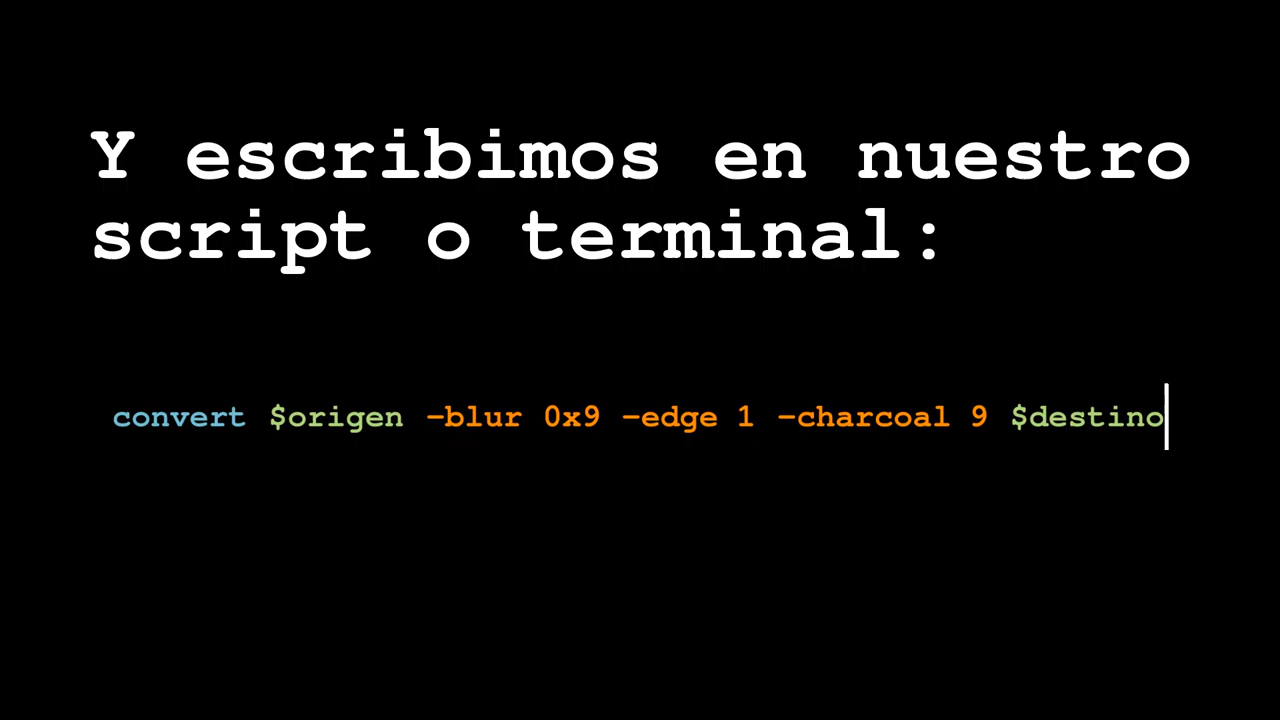 Y escribimos en nuestro
script o terminal:
convert $origen -blur 0x9 -edge 1 -charcoal 9 $destino